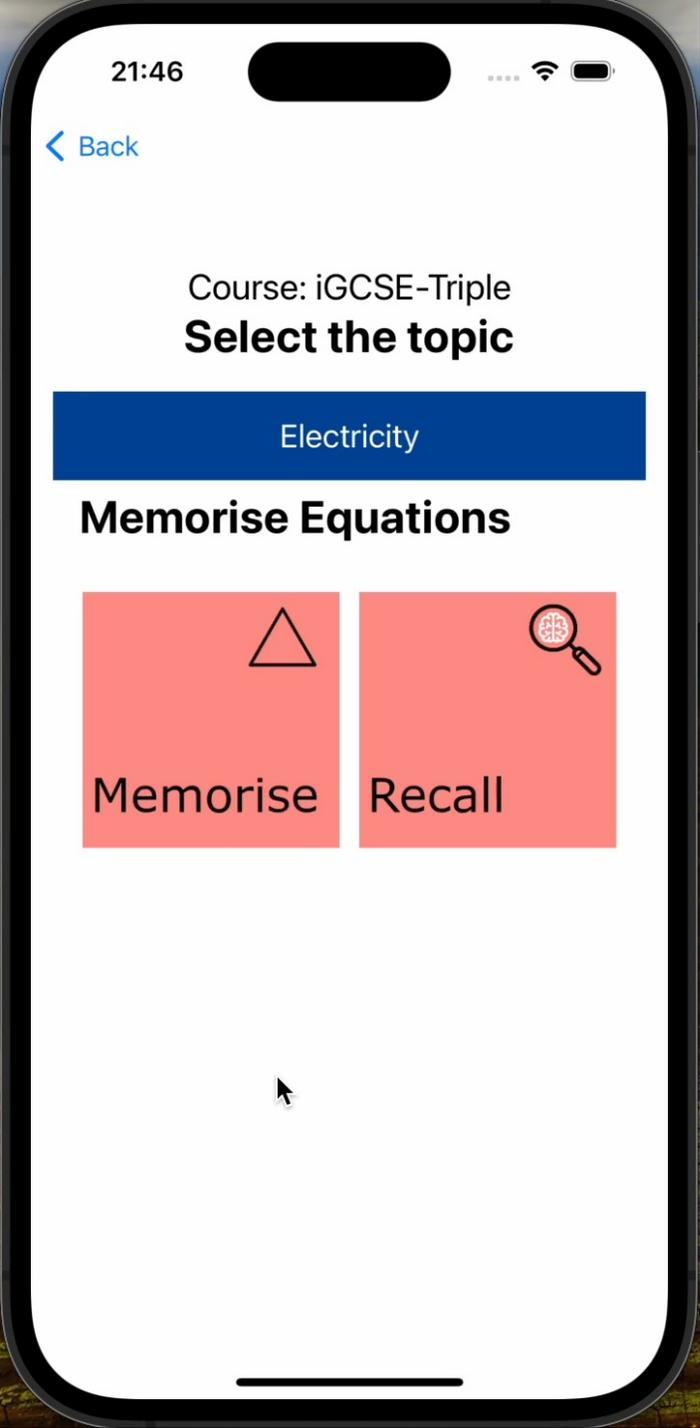 21:46
Back
Course: iGCSE-Triple
Select the topic
Electricity
Memorise Equations
Memorise
Recall